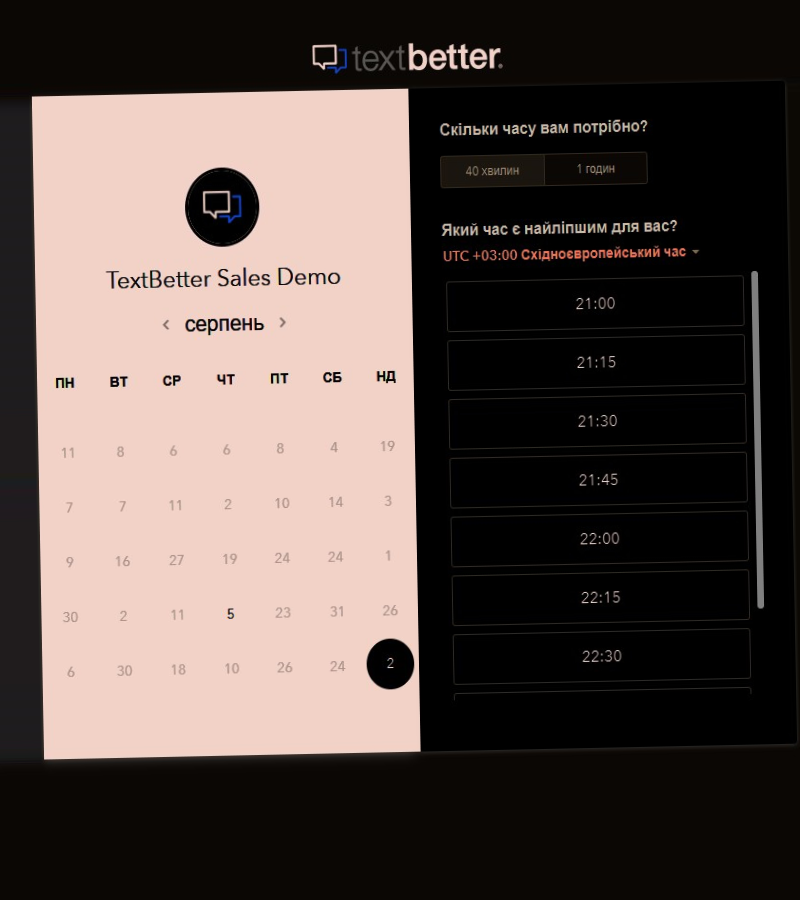 textbetter.
TextBetter Sales Demo
серпень
ПН ВТ СР ЧТ ПТ СБ НД
11 8 6 6 8 4 19
7 7 11 2 10 14 3
9 16 27 19 24 24 1
30 2 11 5 23 31 26
6 30 18 10 26 24 2
Скільки часу вам потрібно?
40 хвилин 1 годин
Який час є найліпшим для вас?
UTC +03:00 Східноєвропейський час
21:00
21:15
21:30
21:45
22:00
22:15
22:30